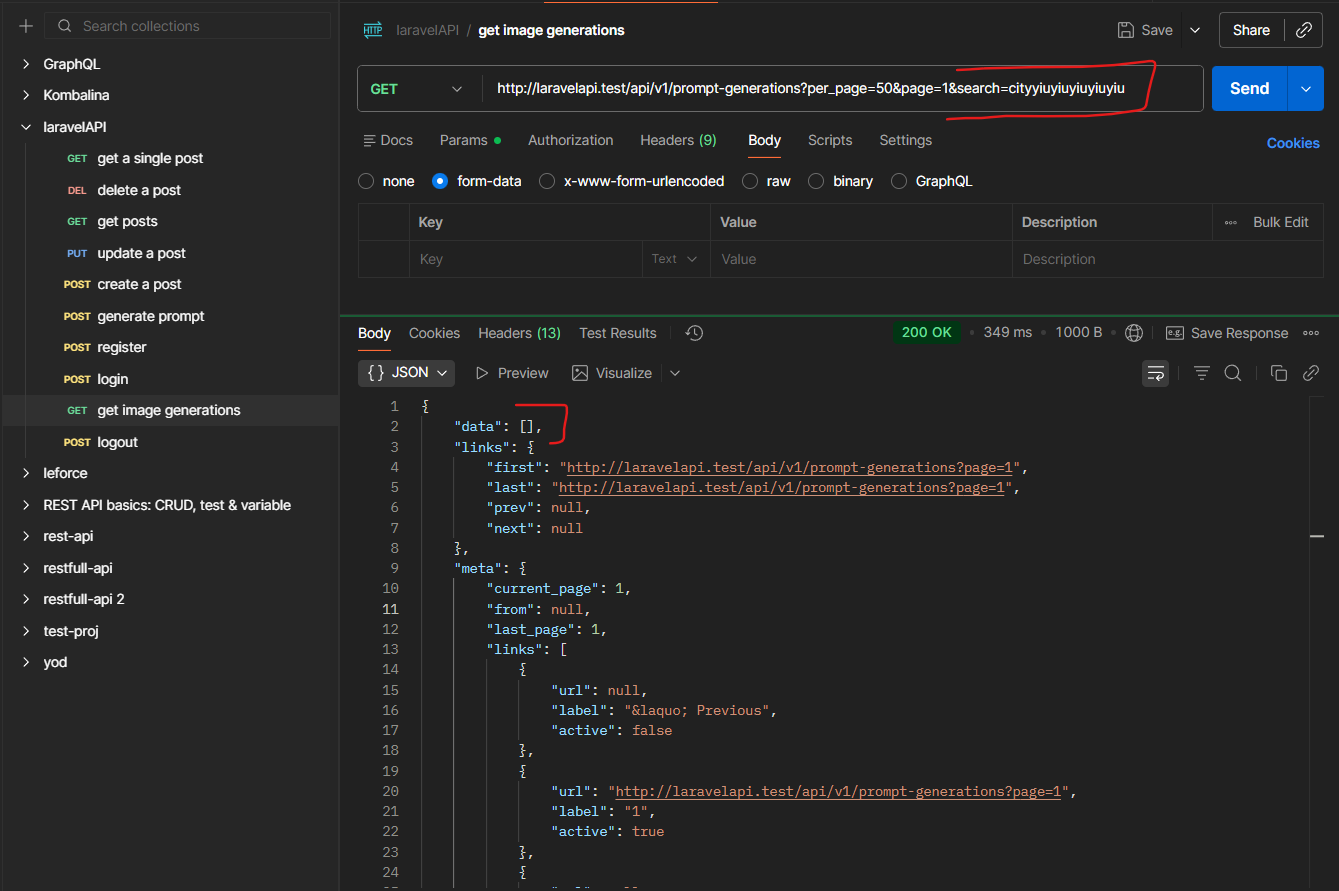 Search collections
GraphQL
Kombalina
laravelAPI
GET get a single post
DEL delete a post
GET get posts
PUT update a post
POST create a post
POST generate prompt
POST register
POST login
GET get image generations
POST logout
leforce
REST API basics: CRUD, test & variable
rest-api
restfull-api
restfull-api 2
test-proj
yod
HTTP laravelAPI / get image generations
Save
Share
GET
http://laravelapi.test/api/v1/prompt-generations?per_page=50&page=1&search=cityyiuyiuyiuyiuyiu
Send
Docs Params Authorization Headers (9) Body Scripts Settings
Cookies
none form-data x-www-form-urlencoded raw binary GraphQL
Key Value Description Bulk Edit
Key Text Value Description
Body Cookies Headers (13) Test Results
200 OK • 349 ms • 1000 B
e.g. Save Response
{} JSON Preview Visualize
1 {
2 "data": [],
3 "links": {
4 "first": "http://laravelapi.test/api/v1/prompt-generations?page=1",
5 "last": "http://laravelapi.test/api/v1/prompt-generations?page=1",
6 "prev": null,
7 "next": null
8 },
9 "meta": {
10 "current_page": 1,
11 "from": null,
12 "last_page": 1,
13 "links": [
14 {
15 "url": null,
16 "label": "&laquo; Previous",
17 "active": false
18 },
19 {
20 "url": "http://laravelapi.test/api/v1/prompt-generations?page=1",
21 "label": "1",
22 "active": true
23 },
24 {